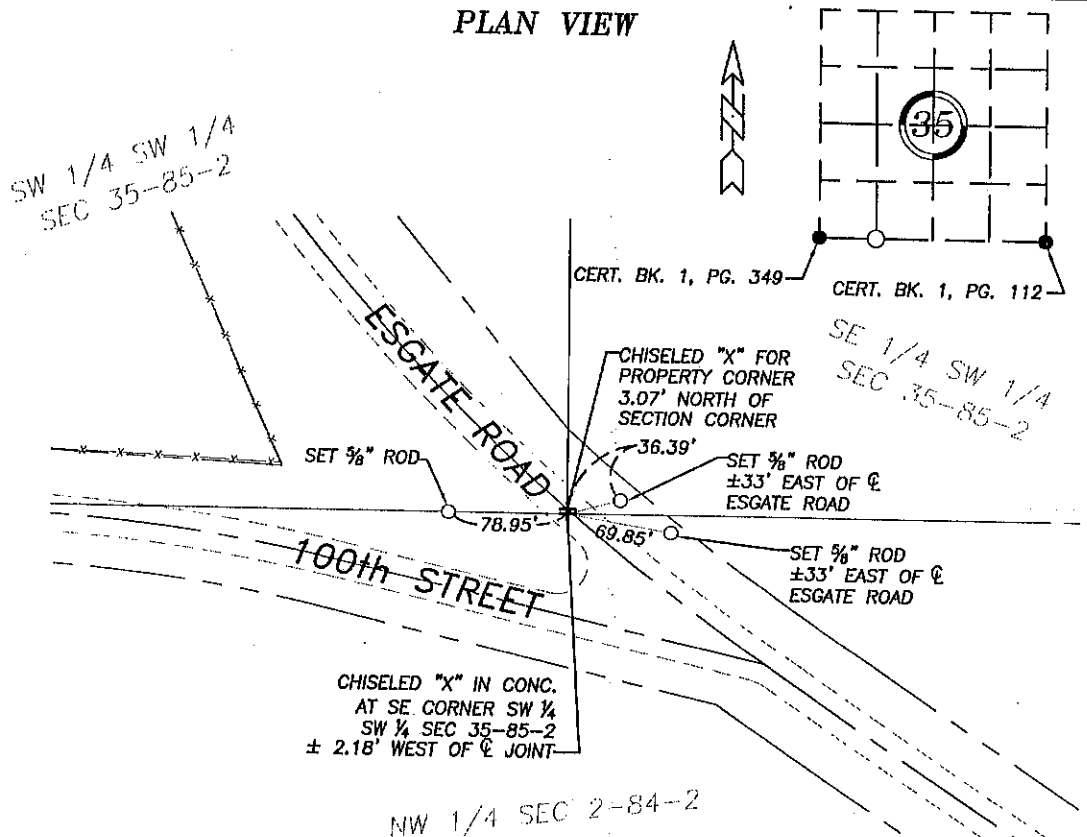 PLAN VIEW
N
35
SW 1/4 SW 1/4
SEC 35-85-2
CERT. BK. 1, PG. 349
CERT. BK. 1, PG. 112
SE 1/4 SW 1/4
SEC 35-85-2
ESGATE ROAD
CHISELED "X" FOR
PROPERTY CORNER
3.07' NORTH OF
SECTION CORNER
36.39'
SET ⅝" ROD
SET ⅝" ROD
±33' EAST OF ℄
ESGATE ROAD
78.95'
69.85'
SET ⅝" ROD
±33' EAST OF ℄
ESGATE ROAD
100th STREET
CHISELED "X" IN CONC.
AT SE CORNER SW ¼
SW ¼ SEC 35-85-2
± 2.18' WEST OF ℄ JOINT
NW 1/4 SEC 2-84-2